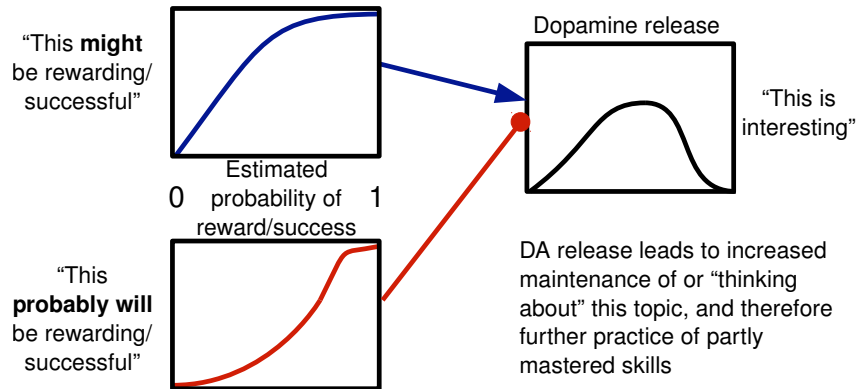 “This might
be rewarding/
successful”
Estimated
probability of
reward/success
0
1
“This
probably will
be rewarding/
successful”
Dopamine release
“This is
interesting”
DA release leads to increased
maintenance of or “thinking
about” this topic, and therefore
further practice of partly
mastered skills